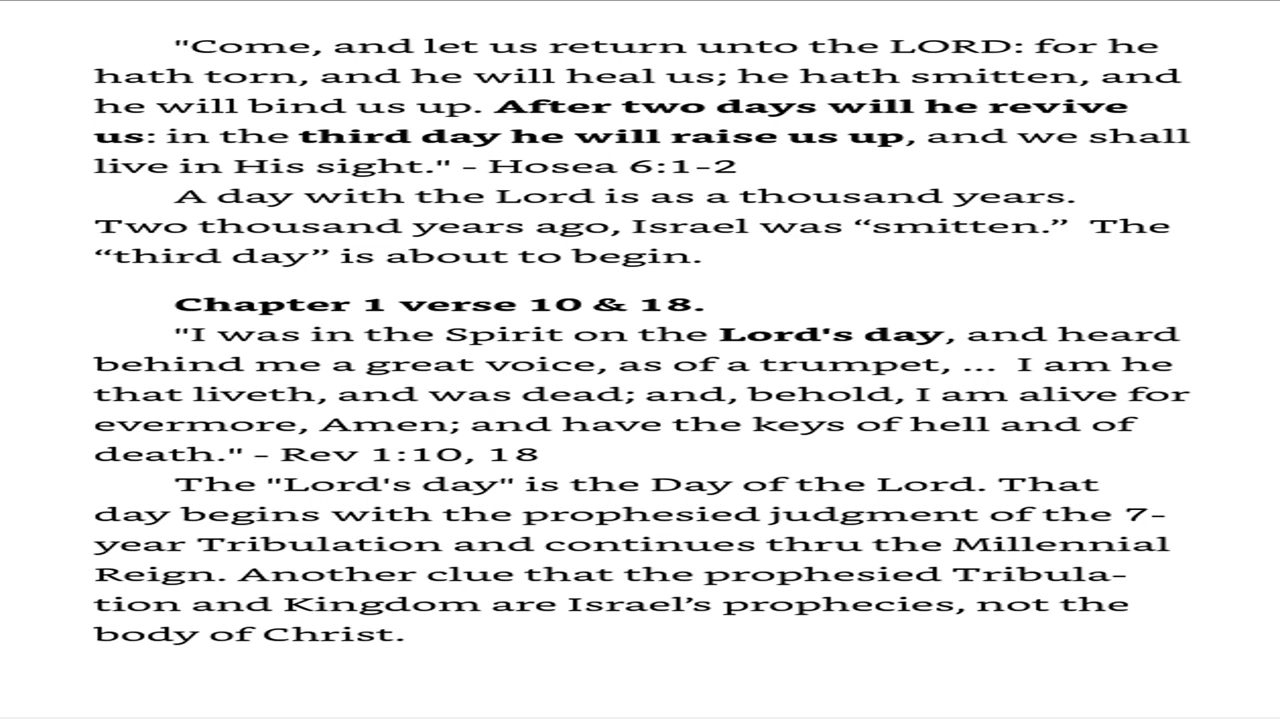 "Come, and let us return unto the LORD: for he
hath torn, and he will heal us; he hath smitten, and
he will bind us up. After two days will he revive
us: in the third day he will raise us up, and we shall
live in His sight." - Hosea 6:1-2
A day with the Lord is as a thousand years.
Two thousand years ago, Israel was “smitten.”  The
“third day” is about to begin.
Chapter 1 verse 10 & 18.
"I was in the Spirit on the Lord's day, and heard
behind me a great voice, as of a trumpet, ...  I am he
that liveth, and was dead; and, behold, I am alive for
evermore, Amen; and have the keys of hell and of
death." - Rev 1:10, 18
The "Lord's day" is the Day of the Lord. That
day begins with the prophesied judgment of the 7-
year Tribulation and continues thru the Millennial
Reign. Another clue that the prophesied Tribula-
tion and Kingdom are Israel’s prophecies, not the
body of Christ.